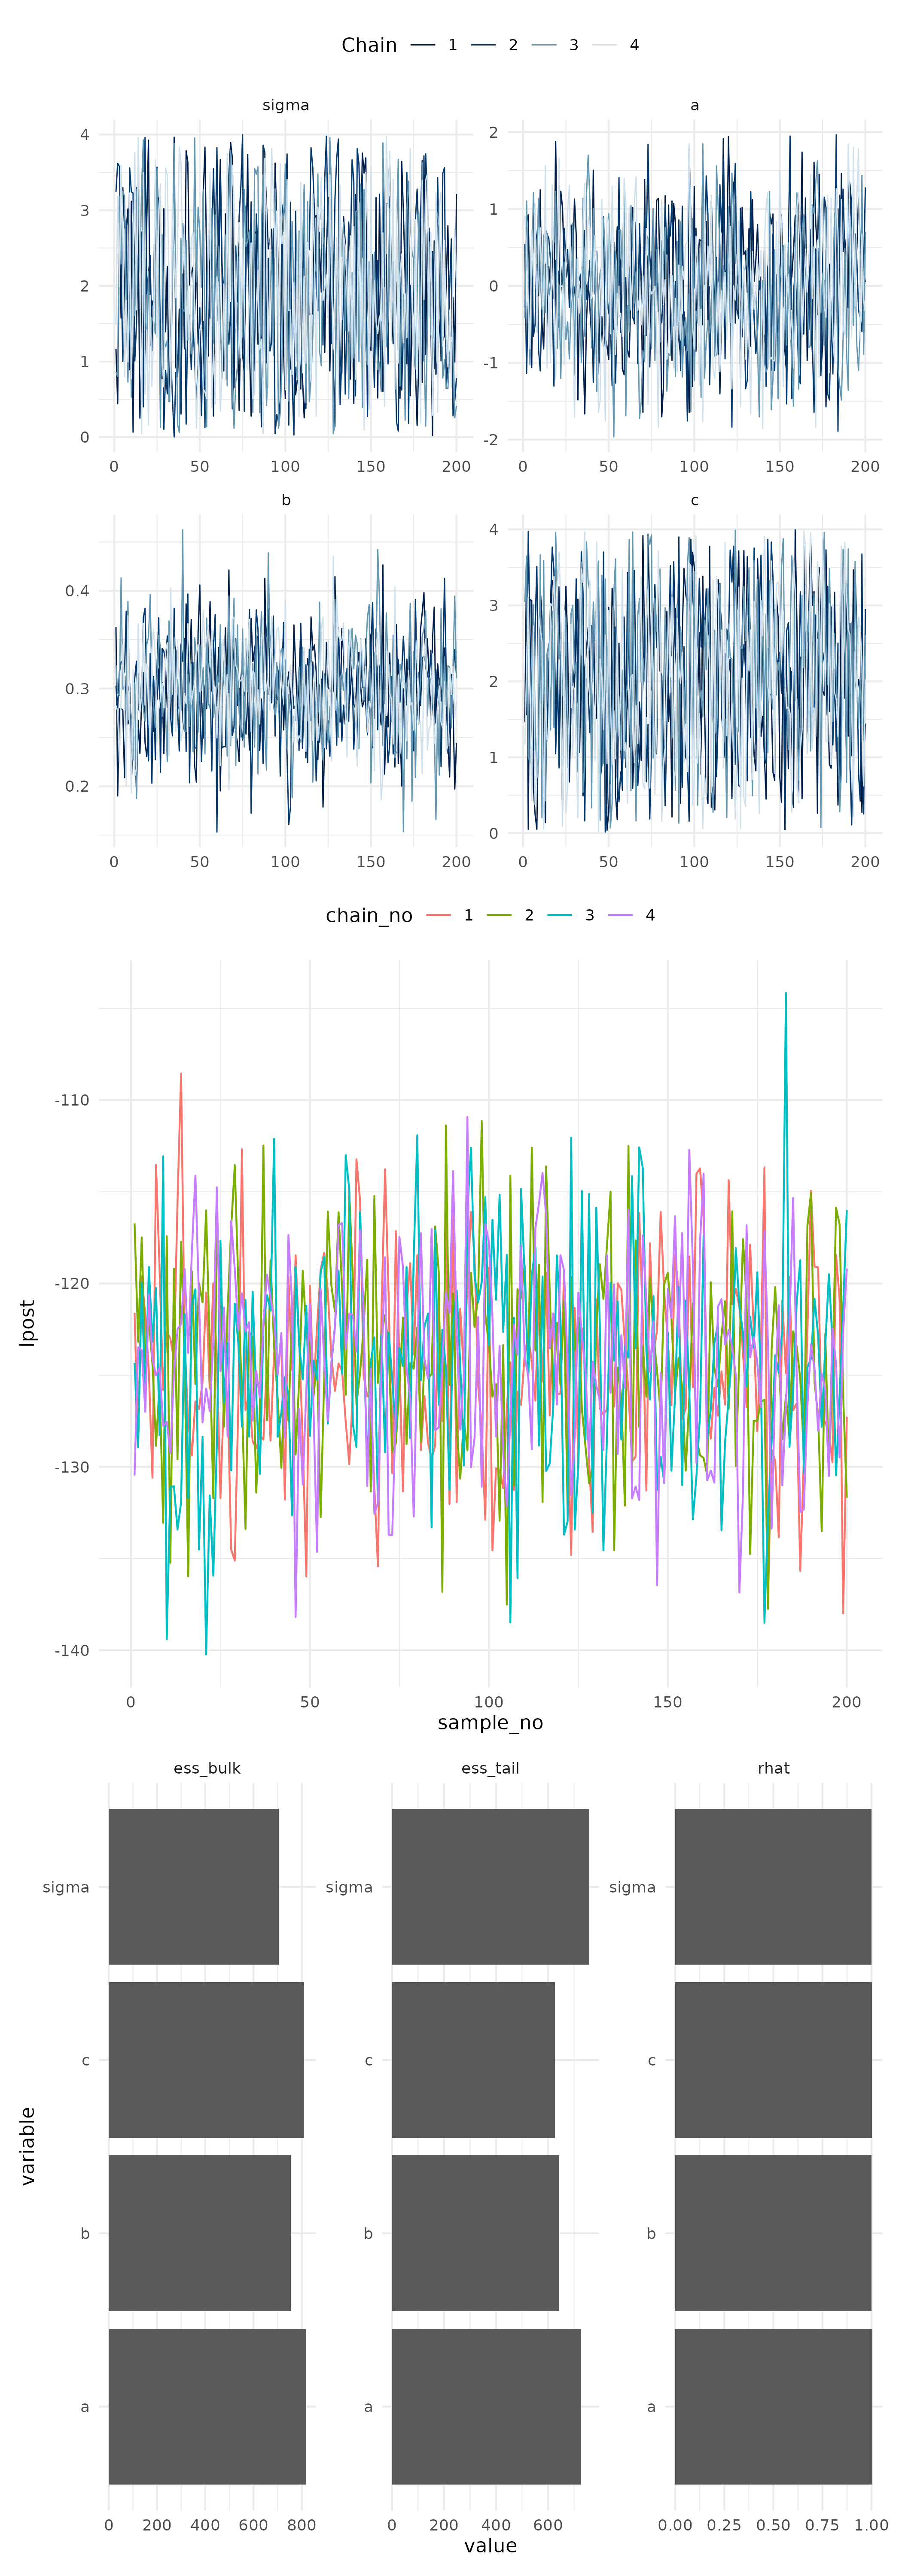 Chain 1 2 3 4
sigma a
4
3
2
1
0
2
1
0
-1
-2
0 50 100 150 200 0 50 100 150 200
b c
0.4
0.3
0.2
4
3
2
1
0
0 50 100 150 200 0 50 100 150 200
chain_no 1 2 3 4
lpost
-110
-120
-130
-140
0 50 100 150 200
sample_no
ess_bulk ess_tail rhat
variable
sigma sigma sigma
c c c
b b b
a a a
0 200 400 600 800 0 200 400 600 0.00 0.25 0.50 0.75 1.00
value